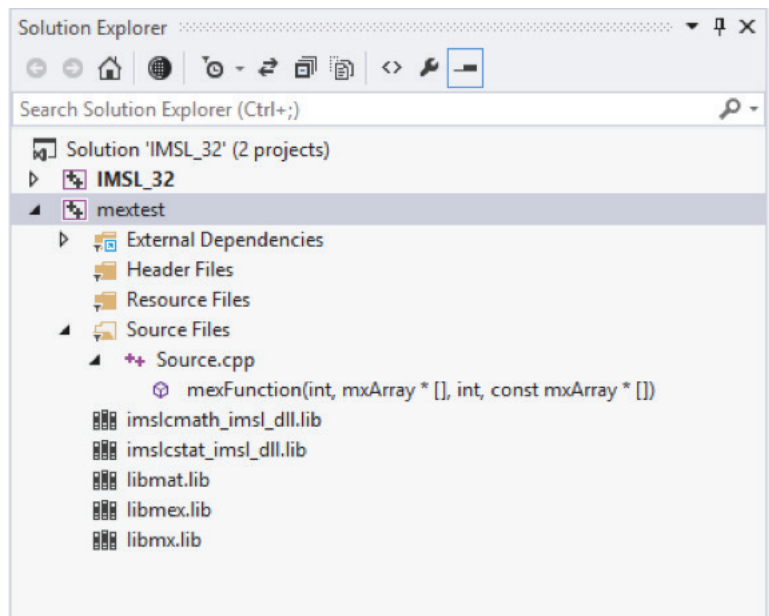 Solution Explorer
Search Solution Explorer (Ctrl+;)
Solution 'IMSL_32' (2 projects)
IMSL_32
mextest
External Dependencies
Header Files
Resource Files
Source Files
Source.cpp
mexFunction(int, mxArray * [], int, const mxArray * [])
imslcmath_imsl_dll.lib
imslcstat_imsl_dll.lib
libmat.lib
libmex.lib
libmx.lib